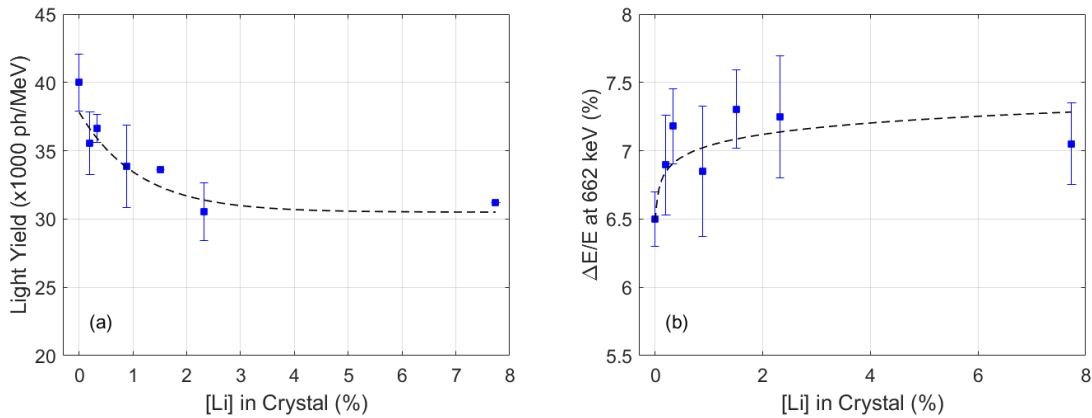 45
40
35
30
25
20
Light Yield (x1000 ph/MeV)
(a)
0 1 2 3 4 5 6 7 8
[Li] in Crystal (%)
8
7.5
7
6.5
6
5.5
ΔE/E at 662 keV (%)
(b)
0 2 4 6 8
[Li] in Crystal (%)